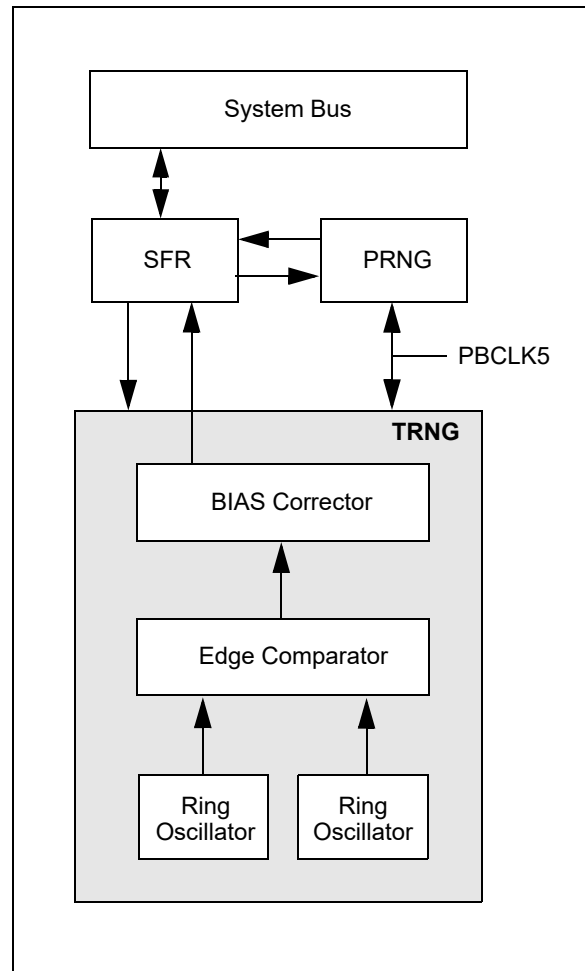 System Bus
SFR
PRNG
PBCLK5
TRNG
BIAS Corrector
Edge Comparator
Ring
Oscillator
Ring
Oscillator